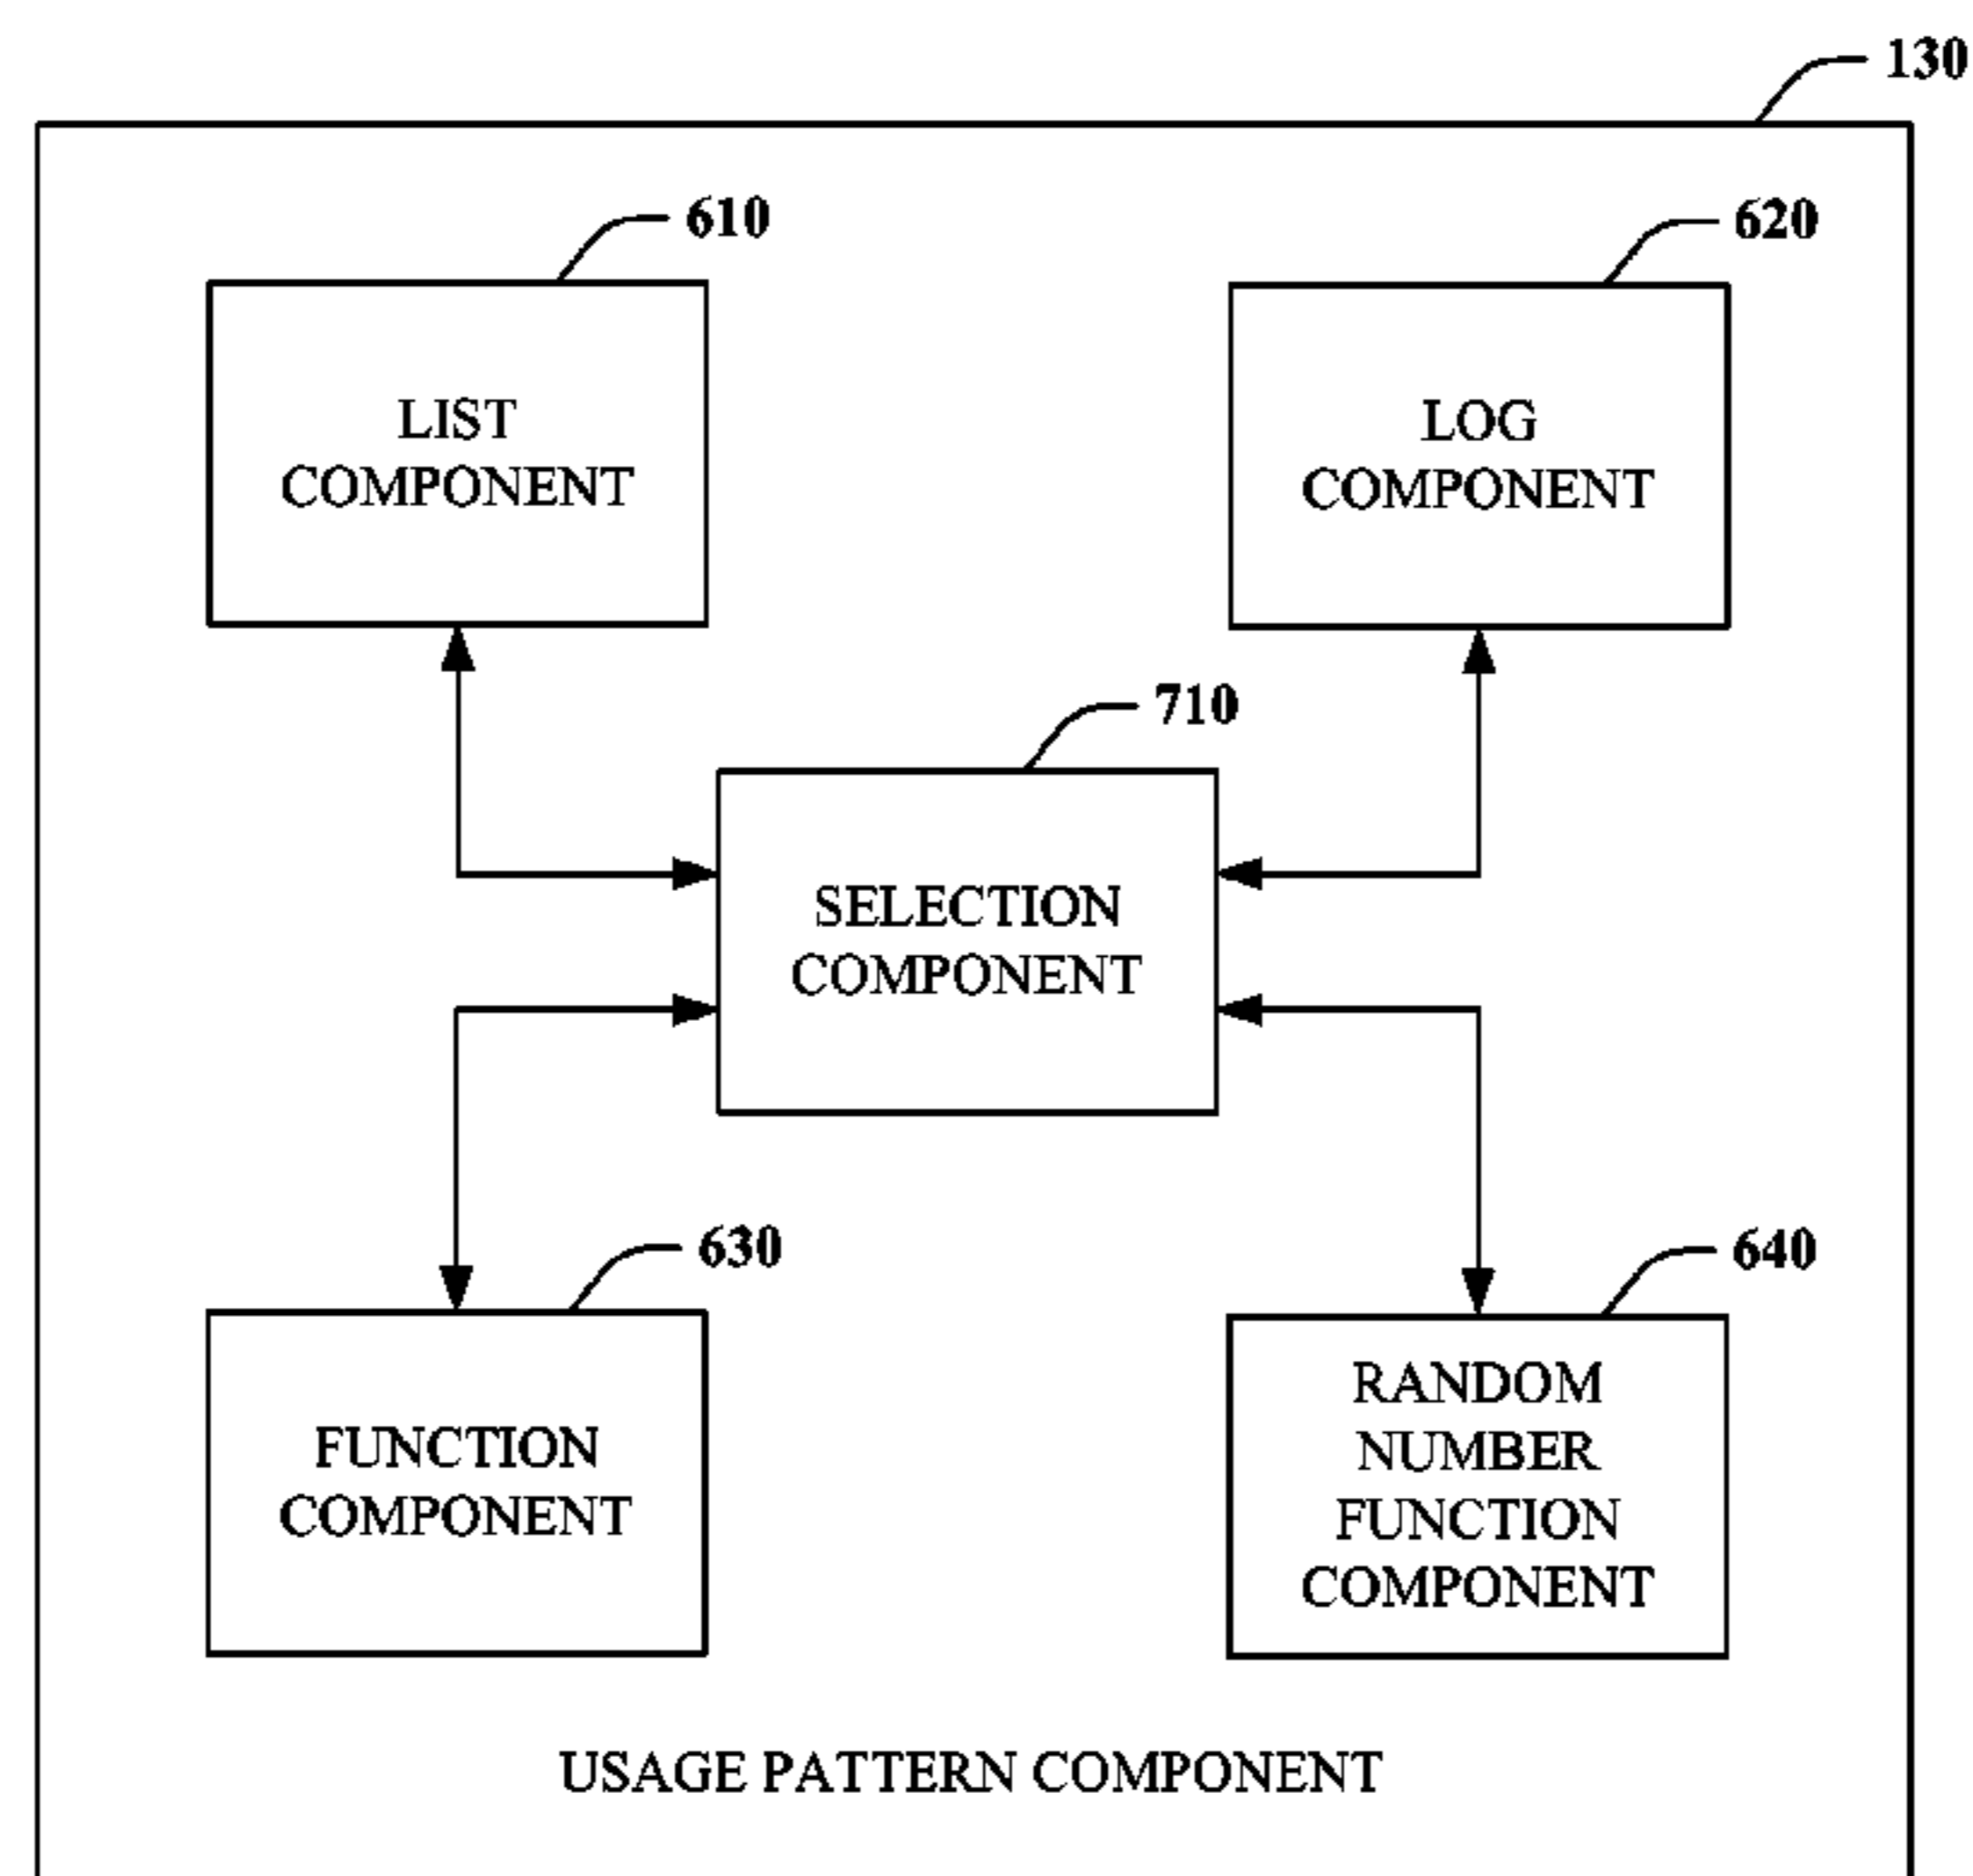 130
610
620
LIST
COMPONENT
LOG
COMPONENT
710
SELECTION
COMPONENT
630
640
FUNCTION
COMPONENT
RANDOM
NUMBER
FUNCTION
COMPONENT
USAGE PATTERN COMPONENT